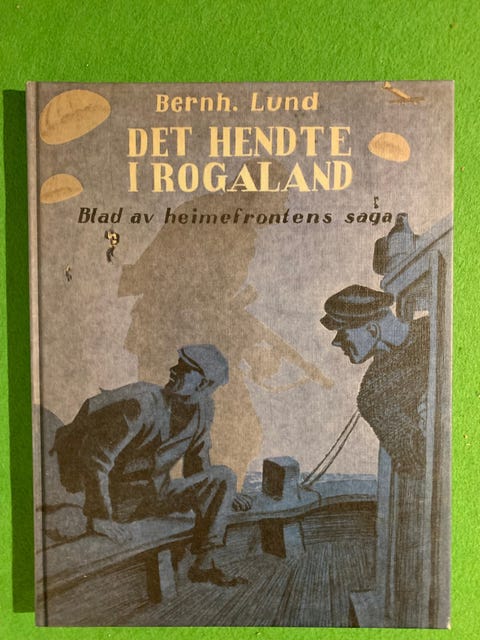 Bernh. Lund
DET HENDTE
I ROGALAND
Blad av heimefrontens saga